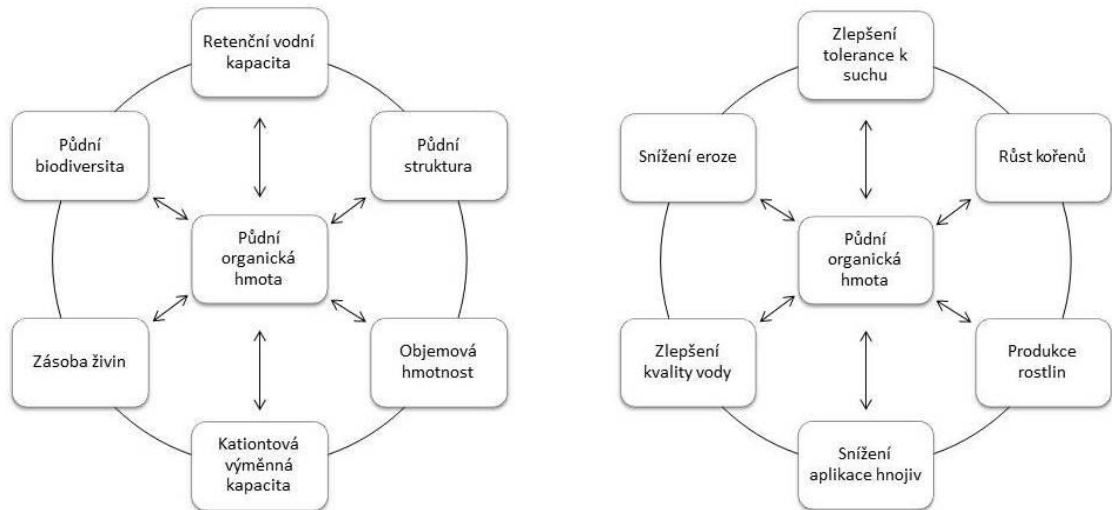 Retenční vodní
kapacita
Půdní
biodiversita
Půdní
struktura
Půdní
organická
hmota
Zásoba živin
Objemová
hmotnost
Kationtová
výměnná
kapacita
Zlepšení
tolerance k
suchu
Snížení eroze
Růst kořenů
Půdní
organická
hmota
Zlepšení
kvality vody
Produkce
rostlin
Snížení
aplikace hnojiv